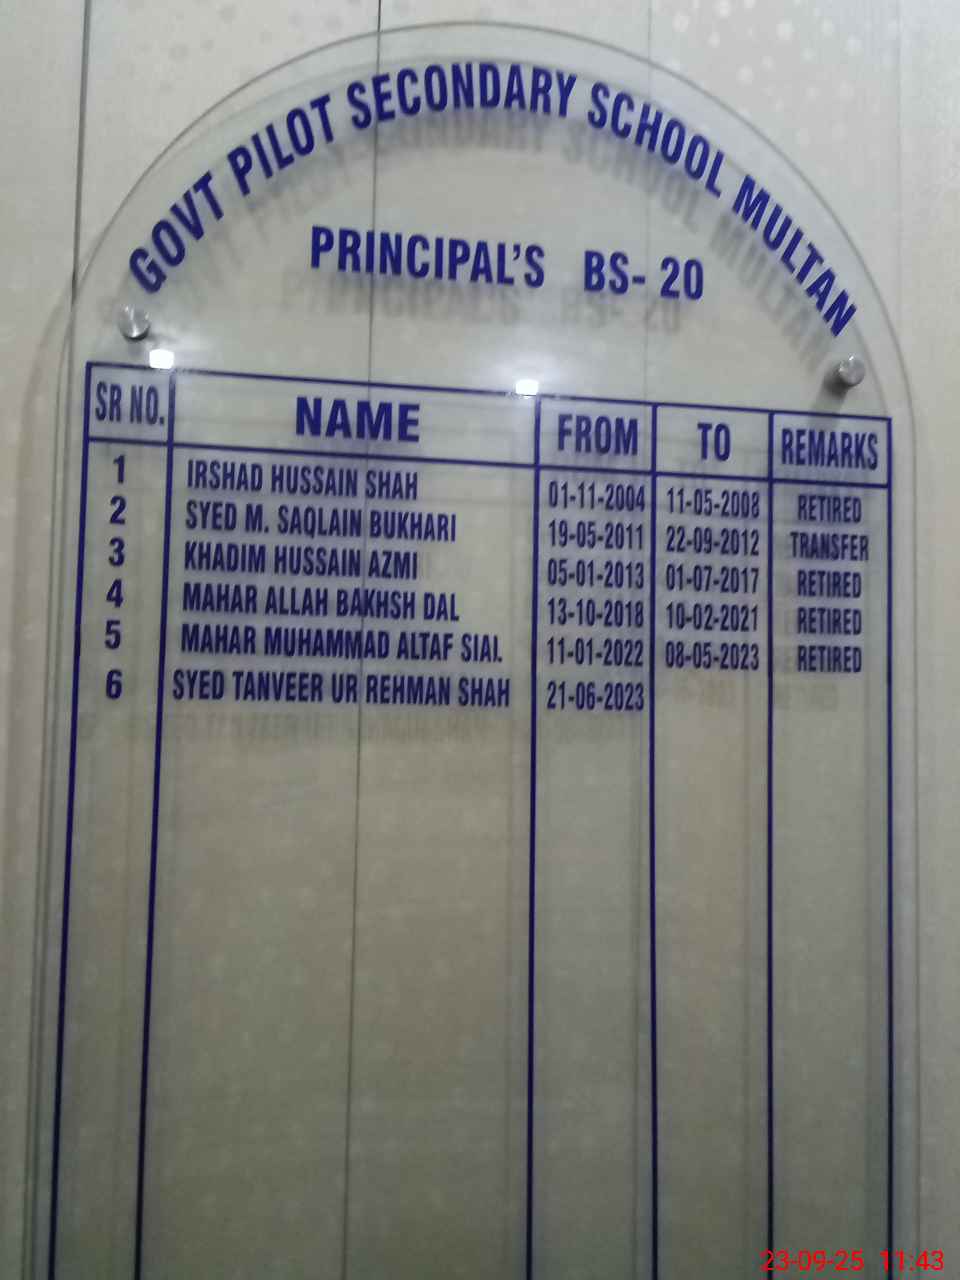 GOVT PILOT SECONDARY SCHOOL MULTAN
PRINCIPAL'S BS- 20
SR NO. NAME FROM TO REMARKS
1 IRSHAD HUSSAIN SHAH 01-11-2004 11-05-2008 RETIRED
2 SYED M. SAQLAIN BUKHARI 19-05-2011 22-09-2012 TRANSFER
3 KHADIM HUSSAIN AZMI 05-01-2013 01-07-2017 RETIRED
4 MAHAR ALLAH BAKHSH DAL 13-10-2018 10-02-2021 RETIRED
5 MAHAR MUHAMMAD ALTAF SIAL 11-01-2022 08-05-2023 RETIRED
6 SYED TANVEER UR REHMAN SHAH 21-06-2023
23-09-25 11:43